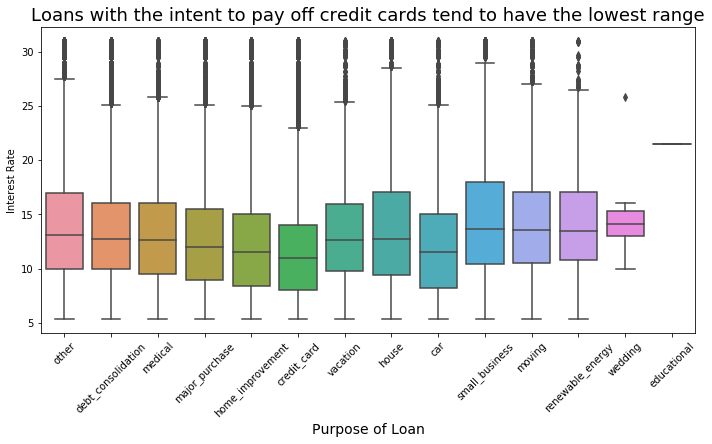 Loans with the intent to pay off credit cards tend to have the lowest range
30
25
20
15
10
5
Interest Rate
other
debt_consolidation
medical
major_purchase
home_improvement
credit_card
vacation
house
car
small_business
moving
renewable_energy
wedding
educational
Purpose of Loan